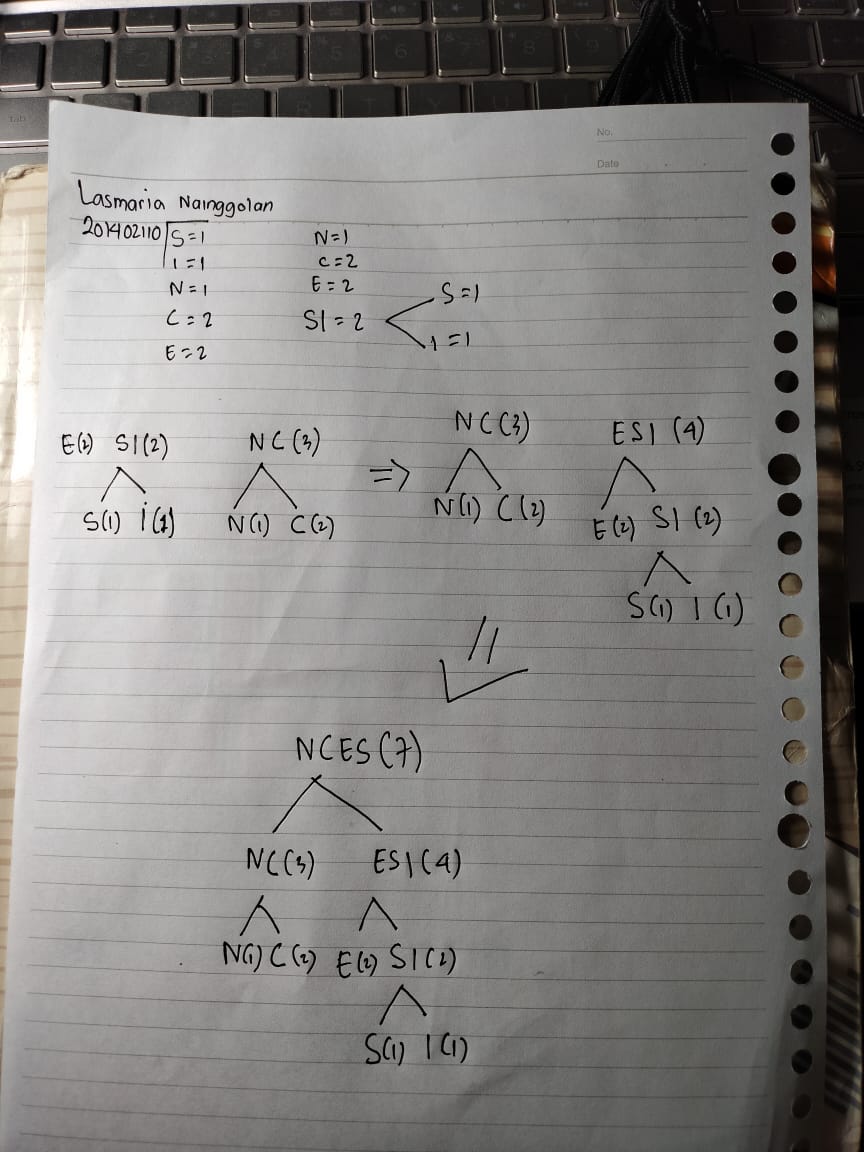 No.
Date
Lasmaria Nainggolan
201402110 S=1 N=1
I=1 C=2
N=1 E=2 S=1
C=2 SI=2 1=1
E=2
NC(3) ESI (4)
E(2) SI(2) NC(3) =>
S(1) i(1) N(1) C(2) N(1) C(2) E(2) SI (2)
S(1) I (1)
NCES(7)
NC(3) ESI(4)
N(1) C(2) E(2) SI(2)
S(1) I(1)